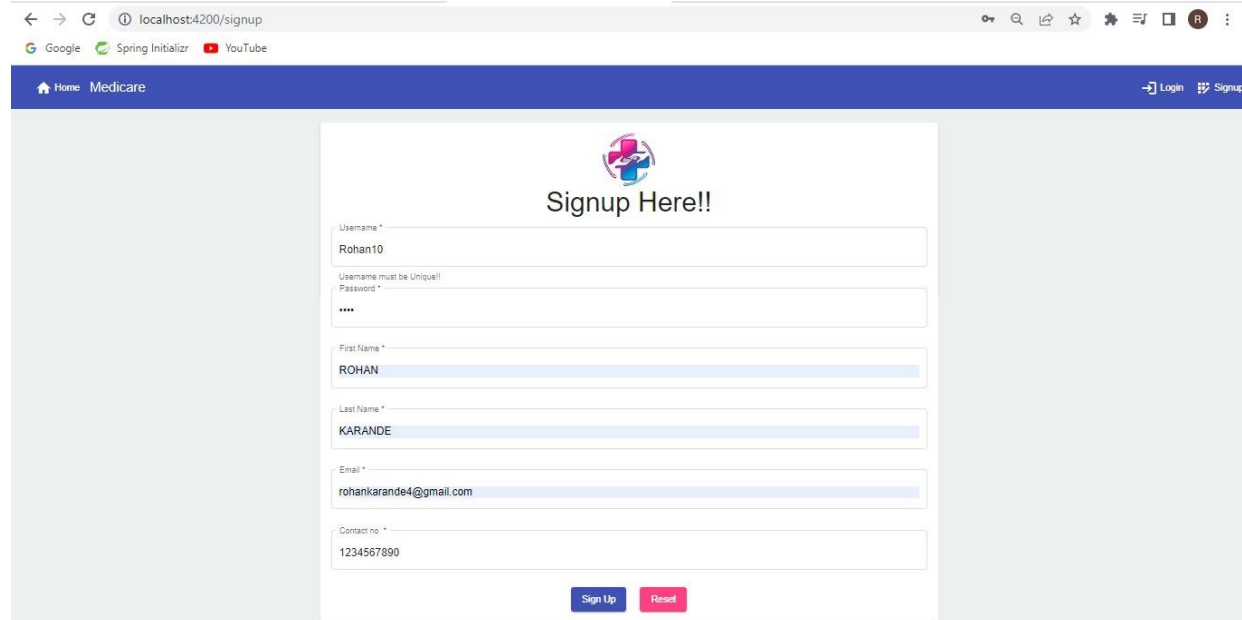 localhost:4200/signup
R
Google Spring Initializr YouTube
Home Medicare Login Signup
Signup Here!!
Username *
Rohan10
Username must be Unique!!
Password *
••••
First Name *
ROHAN
Last Name *
KARANDE
Email *
rohankarande4@gmail.com
Contact no. *
1234567890
Sign Up Reset